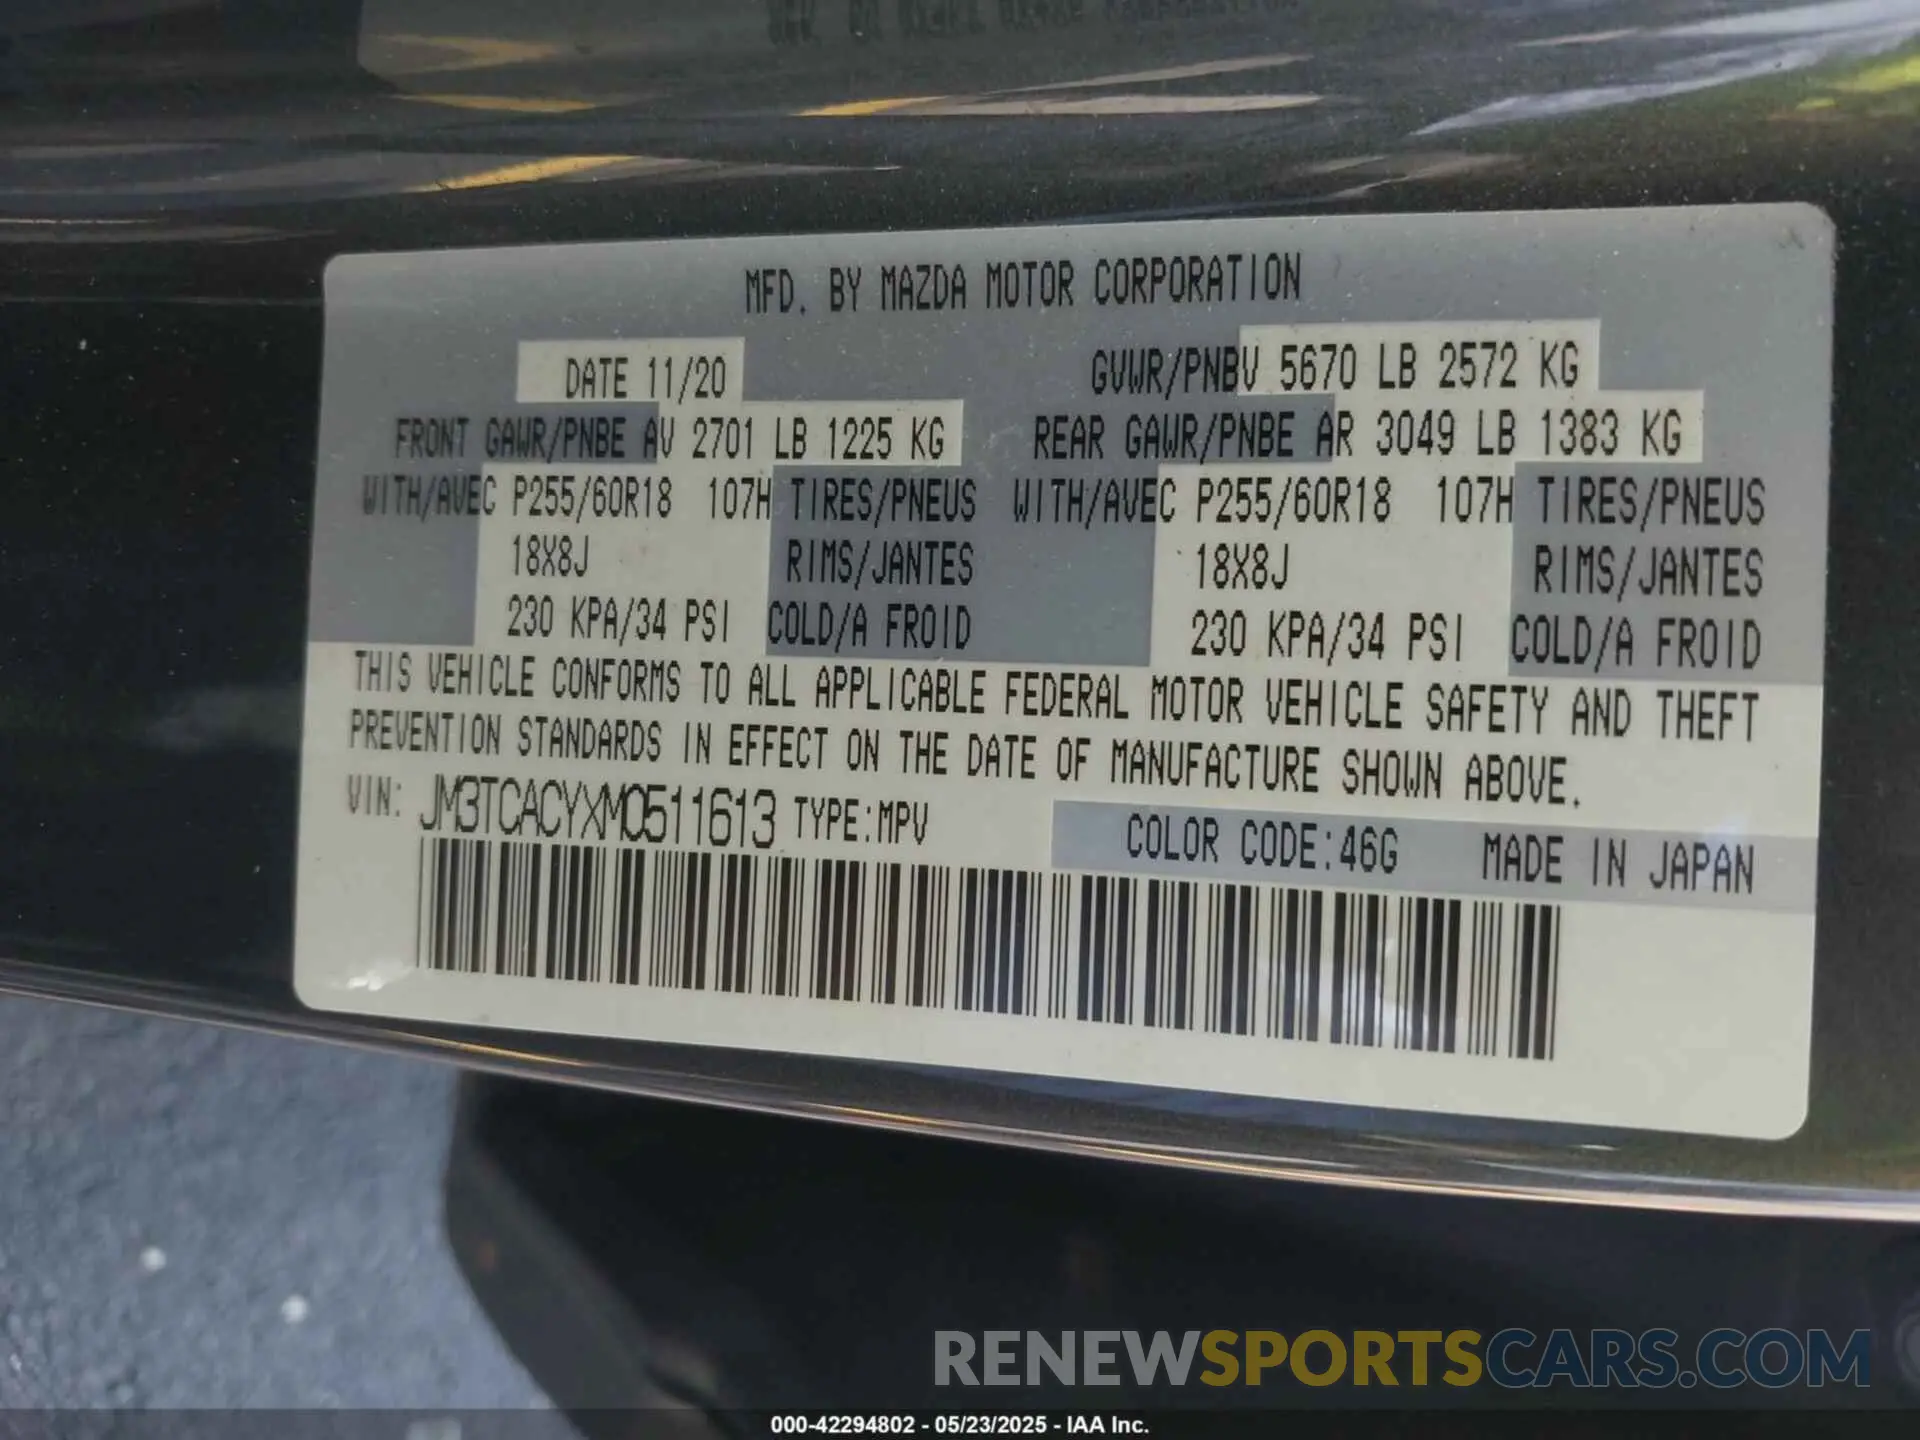 MFD. BY MAZDA MOTOR CORPORATION
DATE 11/20 GVWR/PNBV 5670 LB 2572 KG
FRONT GAWR/PNBE AV 2701 LB 1225 KG REAR GAWR/PNBE AR 3049 LB 1383 KG
WITH/AVEC P255/60R18 107H TIRES/PNEUS WITH/AVEC P255/60R18 107H TIRES/PNEUS
18X8J RIMS/JANTES 18X8J RIMS/JANTES
230 KPA/34 PSI COLD/A FROID 230 KPA/34 PSI COLD/A FROID
THIS VEHICLE CONFORMS TO ALL APPLICABLE FEDERAL MOTOR VEHICLE SAFETY AND THEFT
PREVENTION STANDARDS IN EFFECT ON THE DATE OF MANUFACTURE SHOWN ABOVE.
VIN: JM3TCACYXM0511613 TYPE:MPV COLOR CODE:46G MADE IN JAPAN
RENEWSPORTSCARS.COM
000-42294802 - 05/23/2025 - IAA Inc.